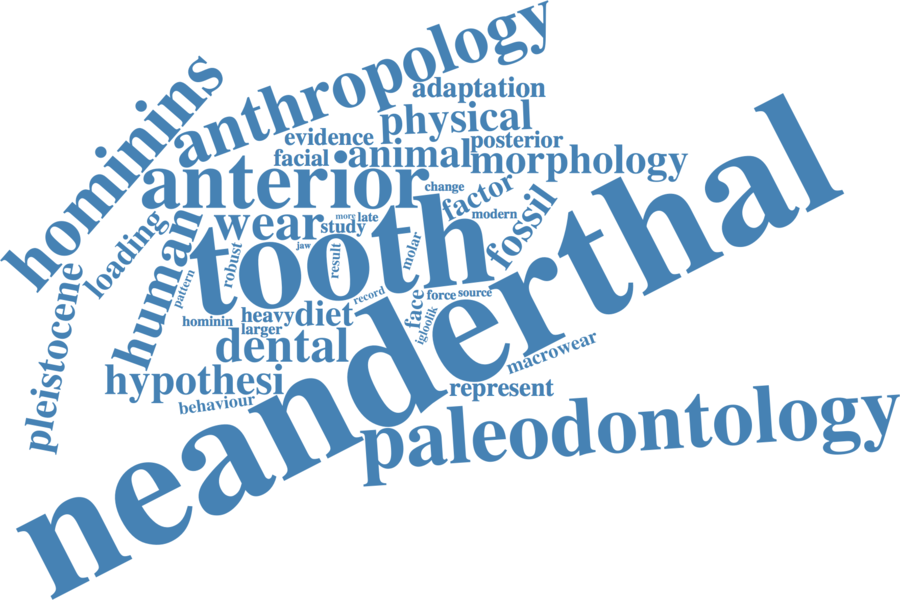 anthropology
hominins
adaptation
physical
evidence
posterior
facial
•animal
morphology
anterior
change
factor
modern
fossil
loading
human
wear
more
late
study
tooth
jaw
result
robust
molar
pattern
pleistocene
record
face
force
source
igloolik
hominin
heavy
diet
larger
dental
neanderthal
macrowear
hypothesi
behaviour
represent
paleodontology